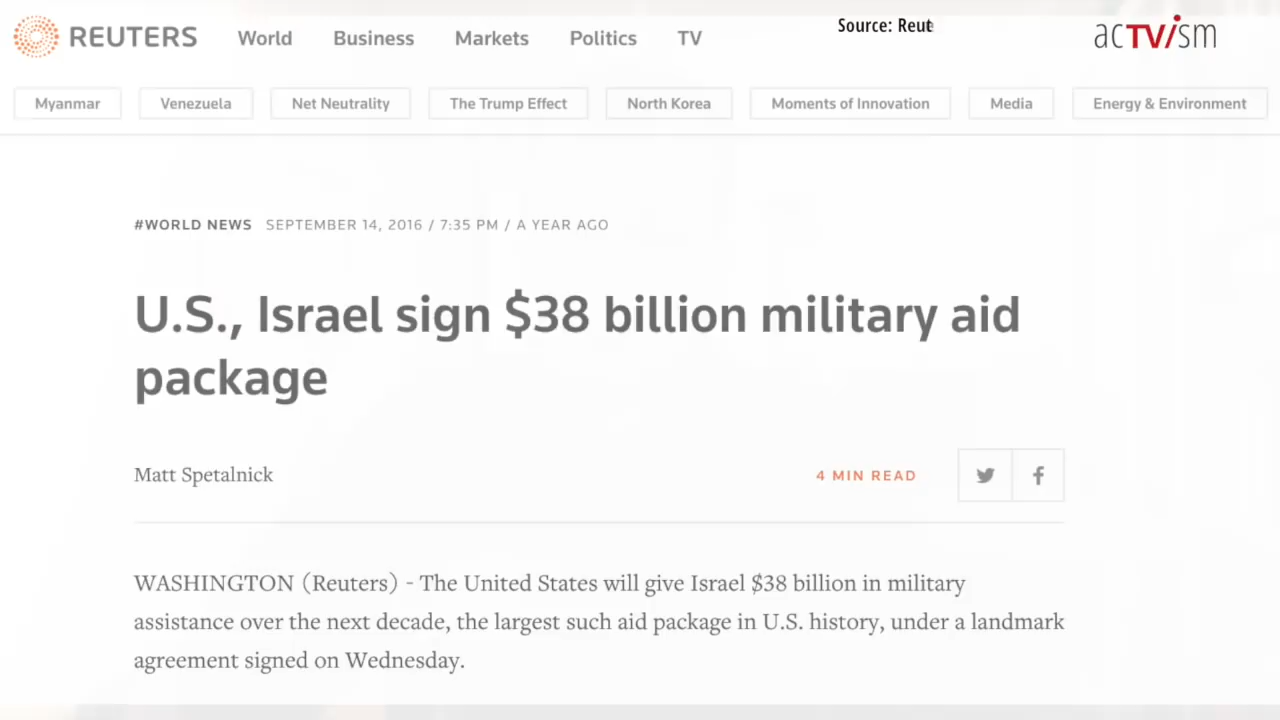 REUTERS World Business Markets Politics TV Source: Reute acTVism
Myanmar Venezuela Net Neutrality The Trump Effect North Korea Moments of Innovation Media Energy & Environment
#WORLD NEWS SEPTEMBER 14, 2016 / 7:35 PM / A YEAR AGO
U.S., Israel sign $38 billion military aid
package
Matt Spetalnick 4 MIN READ
WASHINGTON (Reuters) - The United States will give Israel $38 billion in military
assistance over the next decade, the largest such aid package in U.S. history, under a landmark
agreement signed on Wednesday.